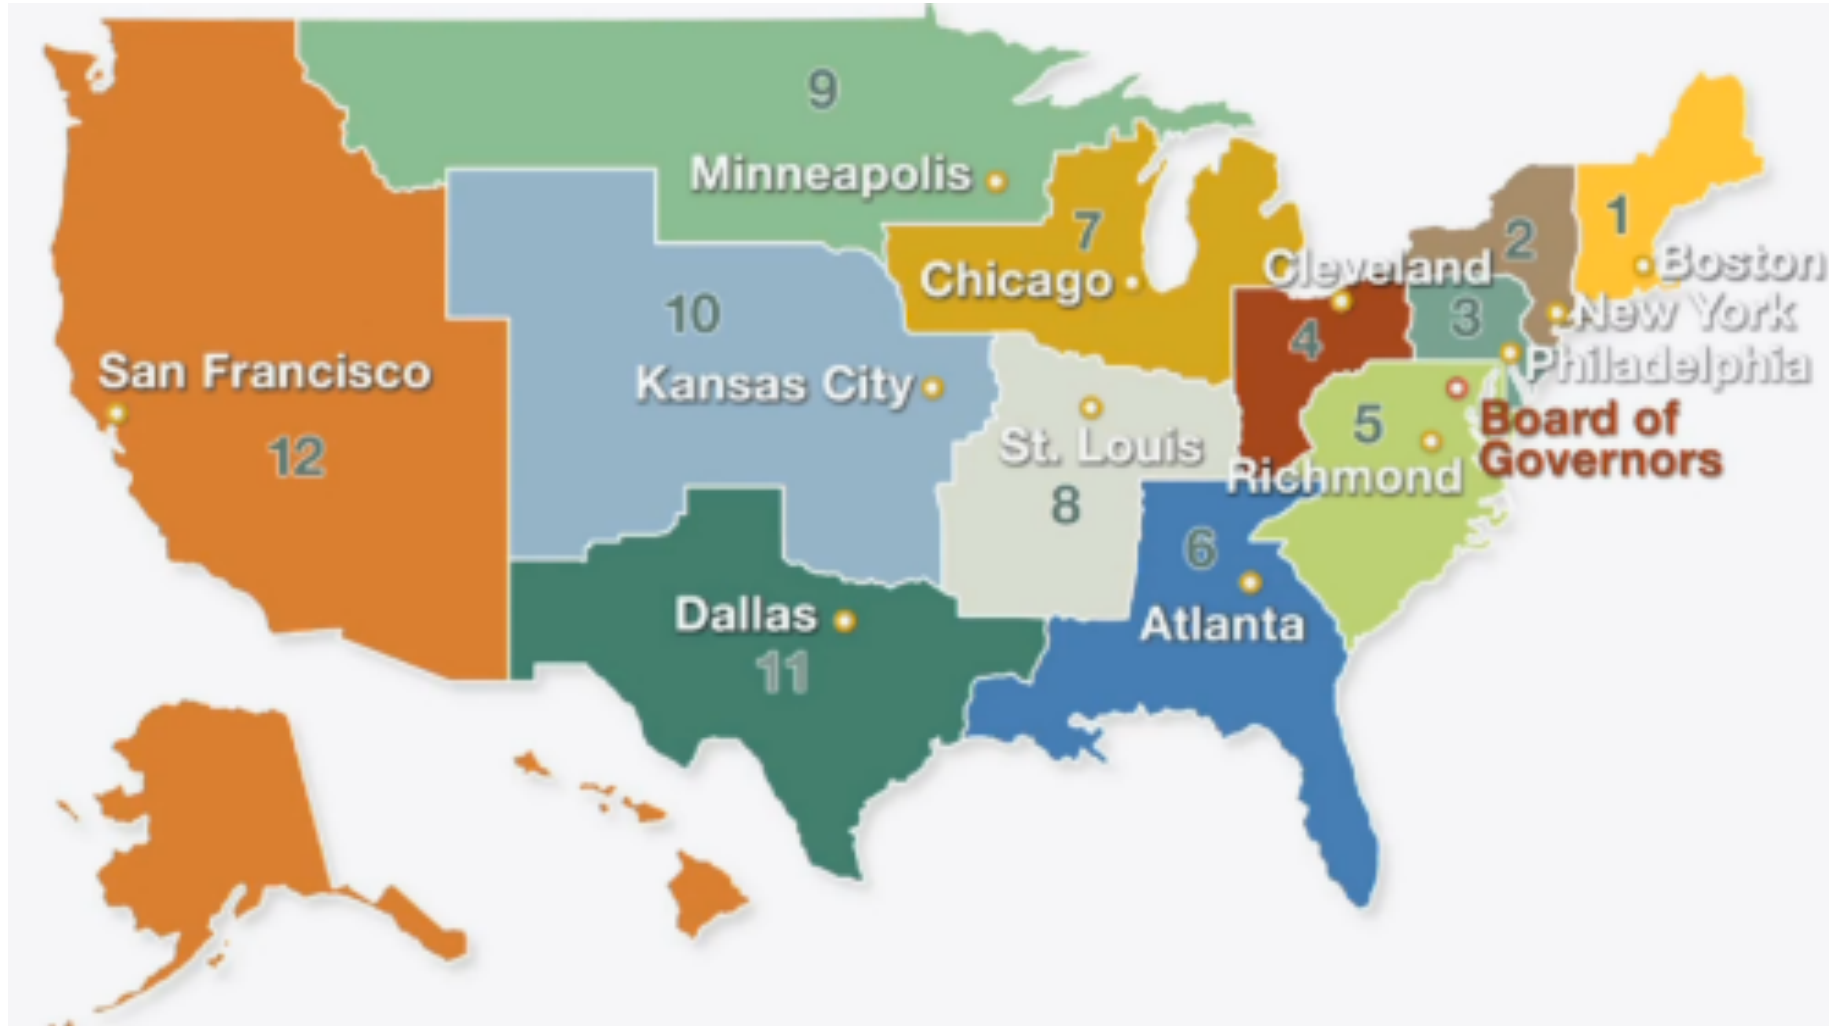 9
Minneapolis
7
Chicago
Cleveland
2
1
Boston
New York
3
Philadelphia
4
10
Kansas City
San Francisco
12
St. Louis
8
5
Richmond
Board of
Governors
6
Atlanta
Dallas
11